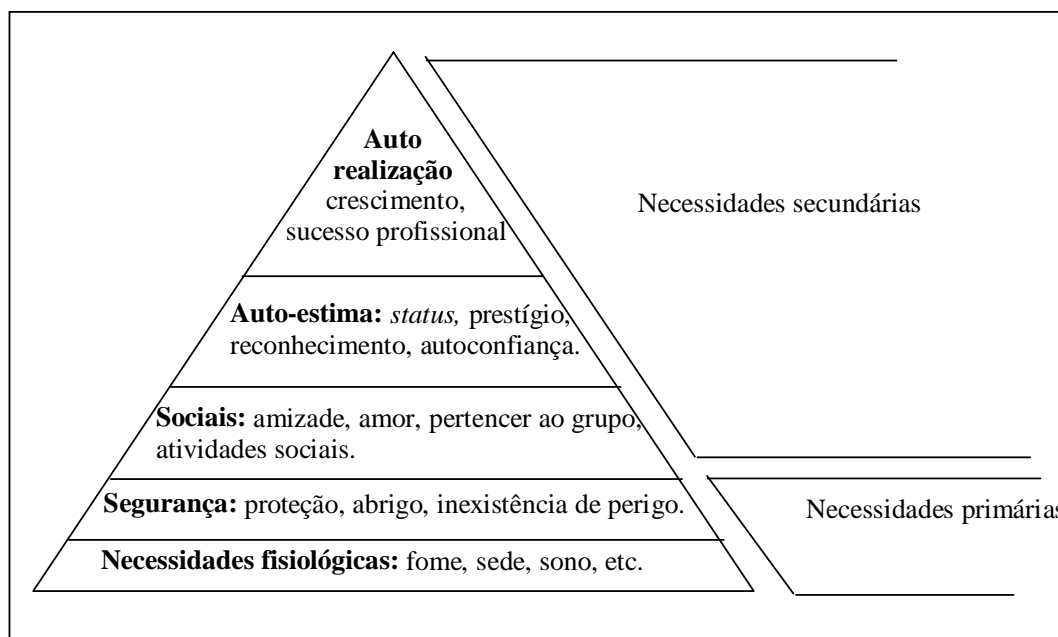 Auto
realização
crescimento,
sucesso profissional
Necessidades secundárias
Auto-estima: status, prestígio,
reconhecimento, autoconfiança.
Sociais: amizade, amor, pertencer ao grupo,
atividades sociais.
Segurança: proteção, abrigo, inexistência de perigo.
Necessidades primárias
Necessidades fisiológicas: fome, sede, sono, etc.